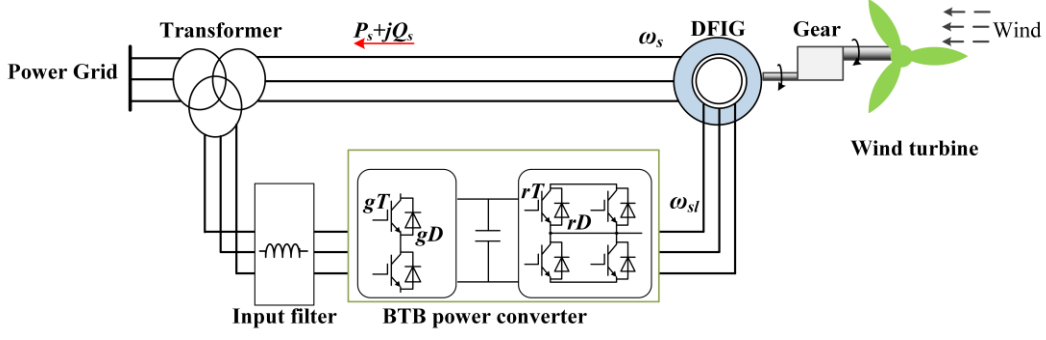 Transformer
Pₛ+jQₛ
ωₛ
DFIG
Gear
Wind
Power Grid
Wind turbine
gT
gD
rT
rD
ωₛₗ
Input filter
BTB power converter